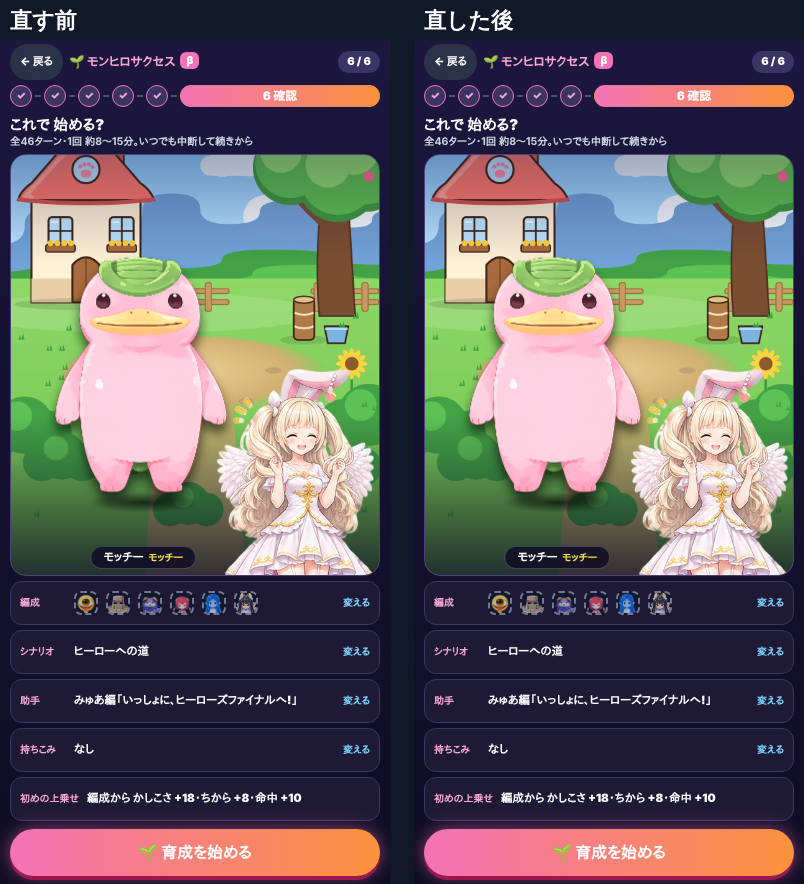 直す前
← 戻る 🌱 モンヒロサクセス β 6 / 6
✓ ✓ ✓ ✓ ✓ 6 確認
これで 始める?
全46ターン・1回 約8〜15分。いつでも中断して続きから
モッチー モッチー
編成 変える
シナリオ ヒーローへの道 変える
助手 みゅあ編「いっしょに、ヒーローズファイナルへ！」 変える
持ちこみ なし 変える
初めの上乗せ 編成から かしこさ +18・ちから +8・命中 +10
🌱 育成を始める
直した後
← 戻る 🌱 モンヒロサクセス β 6 / 6
✓ ✓ ✓ ✓ ✓ 6 確認
これで 始める?
全46ターン・1回 約8〜15分。いつでも中断して続きから
モッチー モッチー
編成 変える
シナリオ ヒーローへの道 変える
助手 みゅあ編「いっしょに、ヒーローズファイナルへ！」 変える
持ちこみ なし 変える
初めの上乗せ 編成から かしこさ +18・ちから +8・命中 +10
🌱 育成を始める